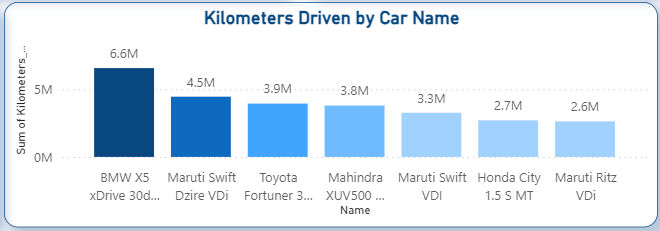 Kilometers Driven by Car Name
Sum of Kilometers_...
5M
0M
6.6M
4.5M
3.9M
3.8M
3.3M
2.7M
2.6M
BMW X5
xDrive 30d...
Maruti Swift
Dzire VDi
Toyota
Fortuner 3...
Mahindra
XUV500 ...
Maruti Swift
VDI
Honda City
1.5 S MT
Maruti Ritz
VDi
Name